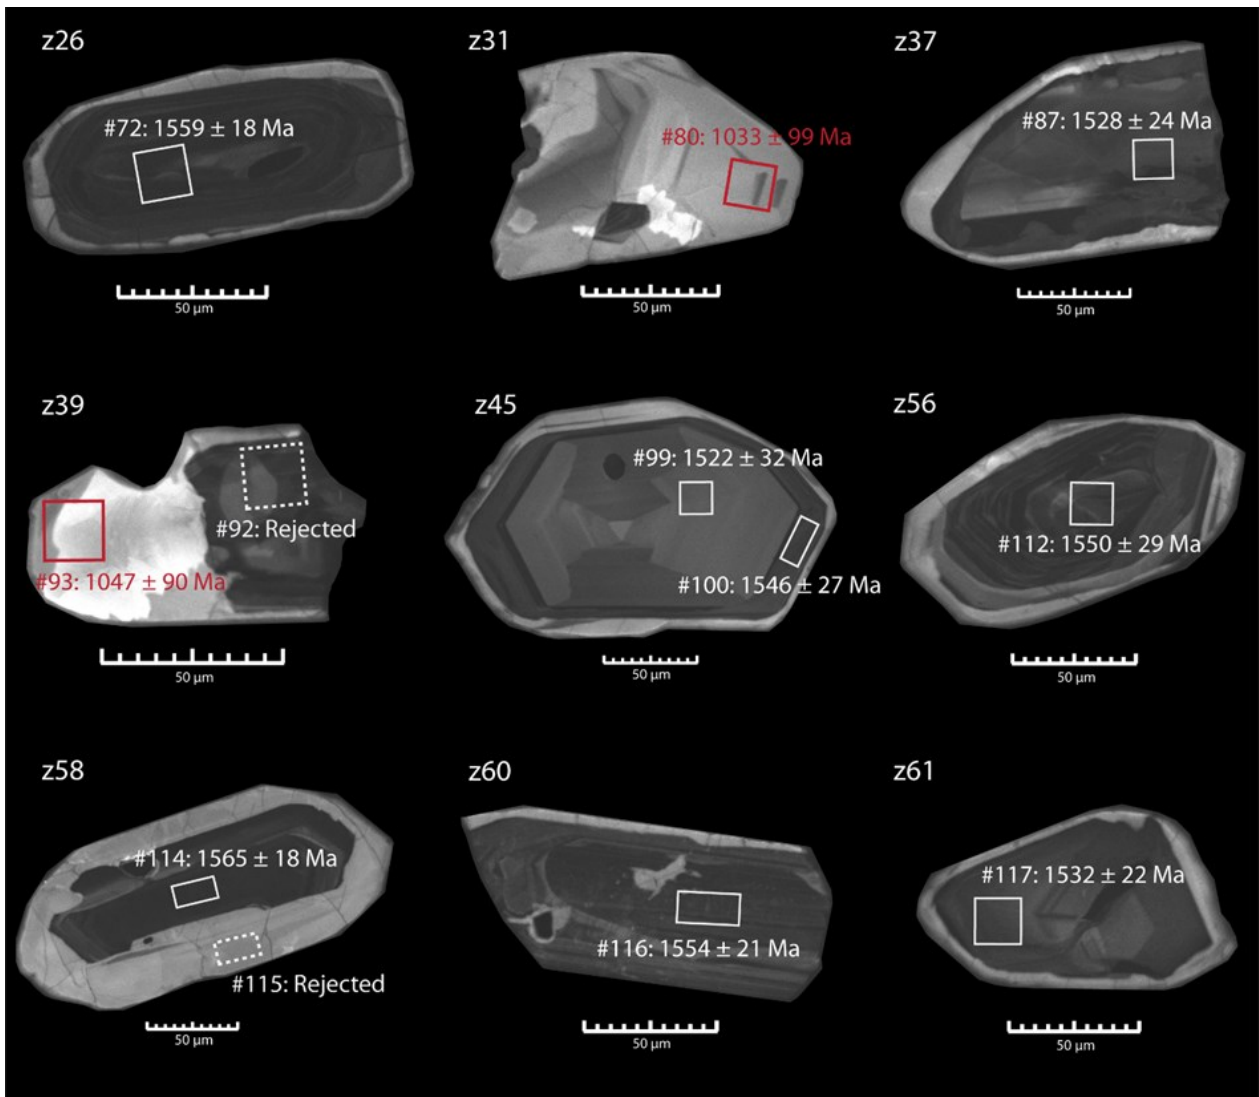 z26
#72: 1559 ± 18 Ma
50 µm
z31
#80: 1033 ± 99 Ma
50 µm
z37
#87: 1528 ± 24 Ma
50 µm
z39
#92: Rejected
#93: 1047 ± 90 Ma
50 µm
z45
#99: 1522 ± 32 Ma
#100: 1546 ± 27 Ma
50 µm
z56
#112: 1550 ± 29 Ma
50 µm
z58
#114: 1565 ± 18 Ma
#115: Rejected
50 µm
z60
#116: 1554 ± 21 Ma
50 µm
z61
#117: 1532 ± 22 Ma
50 µm